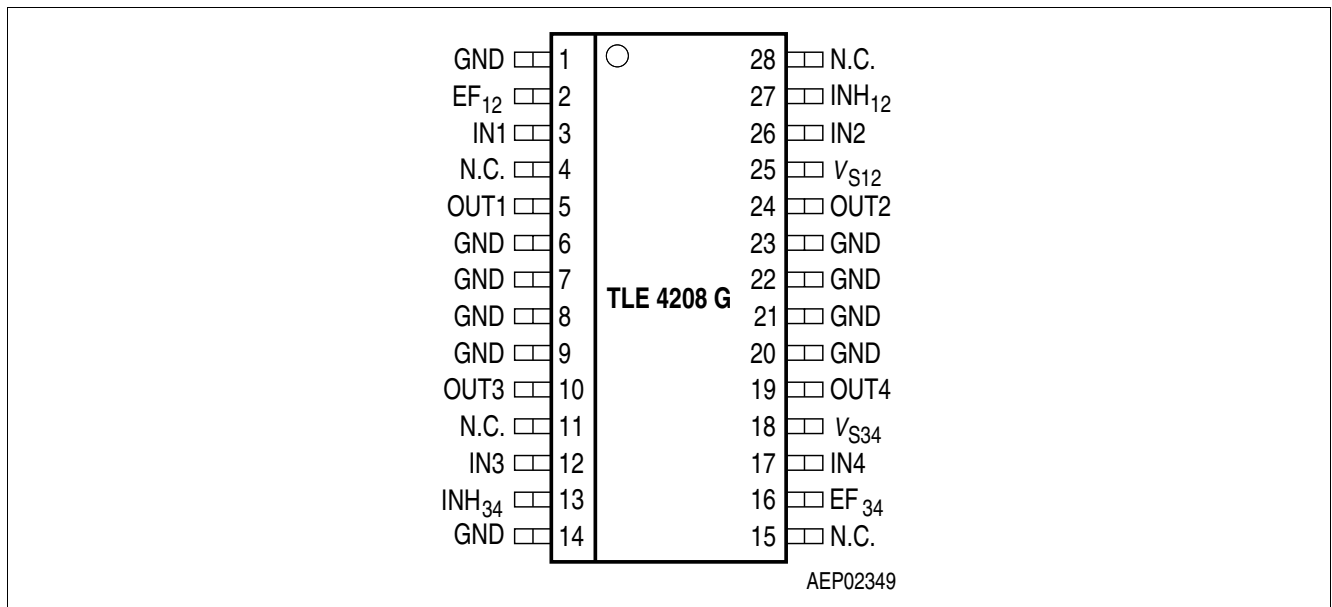 GND 1 28 N.C.
EF12 2 27 INH12
IN1 3 26 IN2
N.C. 4 25 VS12
OUT1 5 24 OUT2
GND 6 23 GND
GND 7 22 GND
TLE 4208 G
GND 8 21 GND
GND 9 20 GND
OUT3 10 19 OUT4
N.C. 11 18 VS34
IN3 12 17 IN4
INH34 13 16 EF34
GND 14 15 N.C.
AEP02349